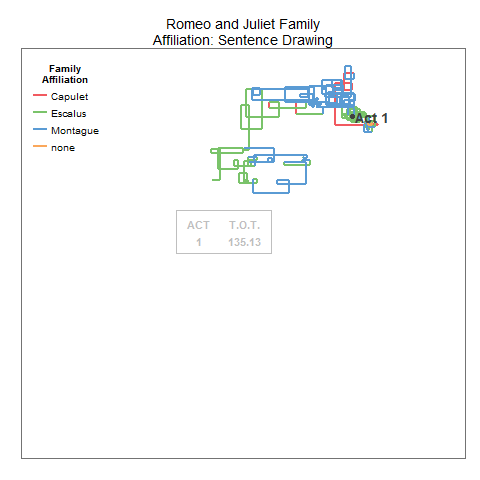 Romeo and Juliet Family
Affiliation: Sentence Drawing
Family
Affiliation
Capulet
Escalus
Montague
none
Act 1
ACT T.O.T.
1 135.13